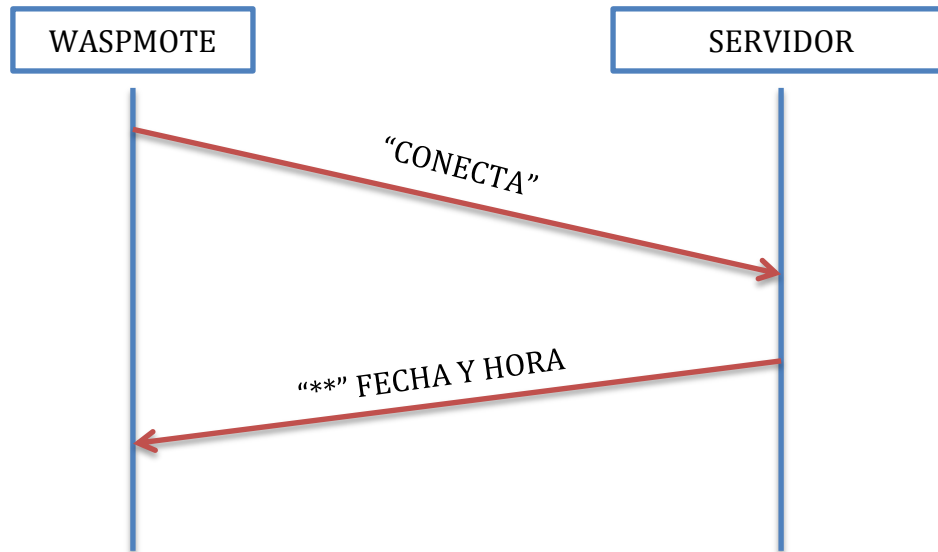 WASPMOTE
SERVIDOR
“CONECTA”
“**” FECHA Y HORA